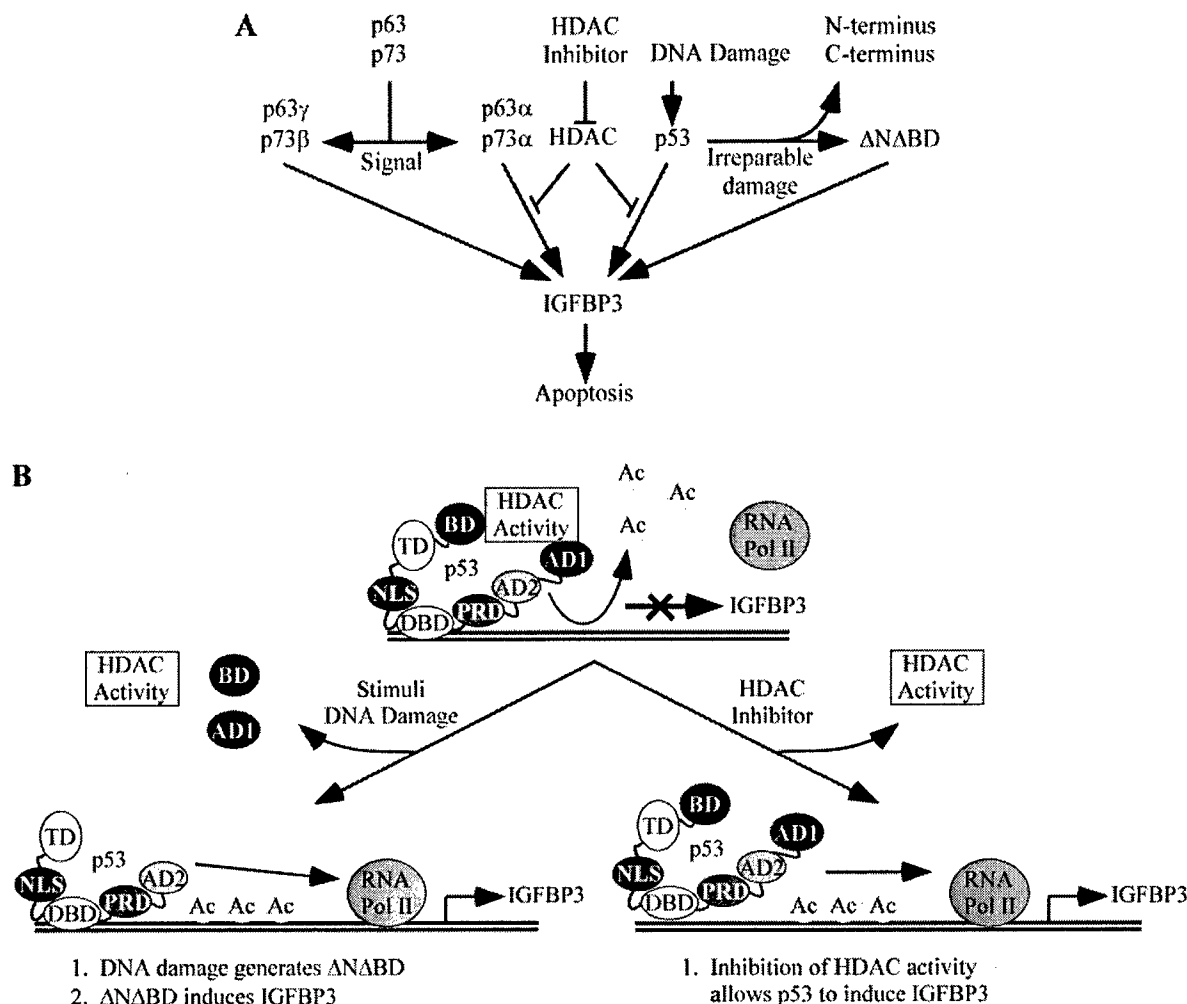 A
p63
p73
HDAC
Inhibitor
DNA Damage
N-terminus
C-terminus
p63γ
p73β
Signal
p63α
p73α
HDAC
p53
Irreparable
damage
ΔNΔBD
IGFBP3
Apoptosis
B
BD
HDAC
Activity
Ac
Ac
Ac
RNA
Pol II
TD
p53
AD1
NLS
AD2
PRD
DBD
IGFBP3
HDAC
Activity
BD
AD1
Stimuli
DNA Damage
HDAC
Inhibitor
HDAC
Activity
TD
p53
NLS
AD2
PRD
DBD
Ac Ac Ac
RNA
Pol II
IGFBP3
BD
TD
AD1
p53
NLS
AD2
PRD
DBD
Ac Ac Ac
RNA
Pol II
IGFBP3
1. DNA damage generates ΔNΔBD
2. ΔNΔBD induces IGFBP3
1. Inhibition of HDAC activity
allows p53 to induce IGFBP3